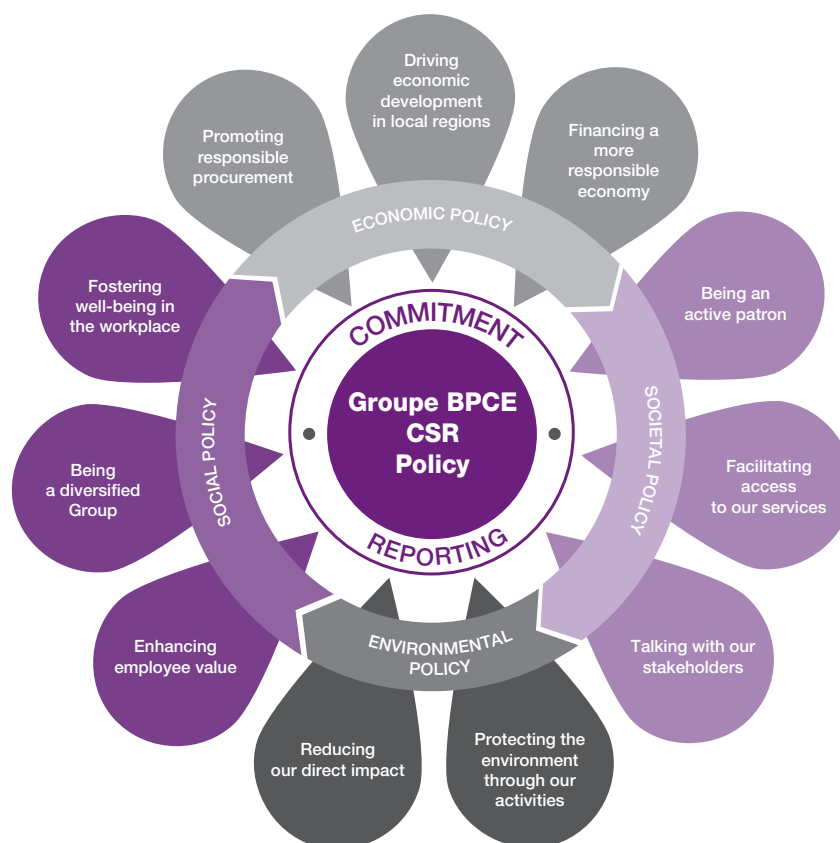 Driving
economic
development
in local regions
Promoting
responsible
procurement
Financing a
more
responsible
economy
ECONOMIC POLICY
Fostering
well-being in
the workplace
Being an
active patron
COMMITMENT
Groupe BPCE
CSR
Policy
REPORTING
SOCIAL POLICY
SOCIETAL POLICY
Being
a diversified
Group
Facilitating
access
to our services
Enhancing
employee value
Talking with our
stakeholders
ENVIRONMENTAL
POLICY
Reducing
our direct impact
Protecting the
environment
through our
activities